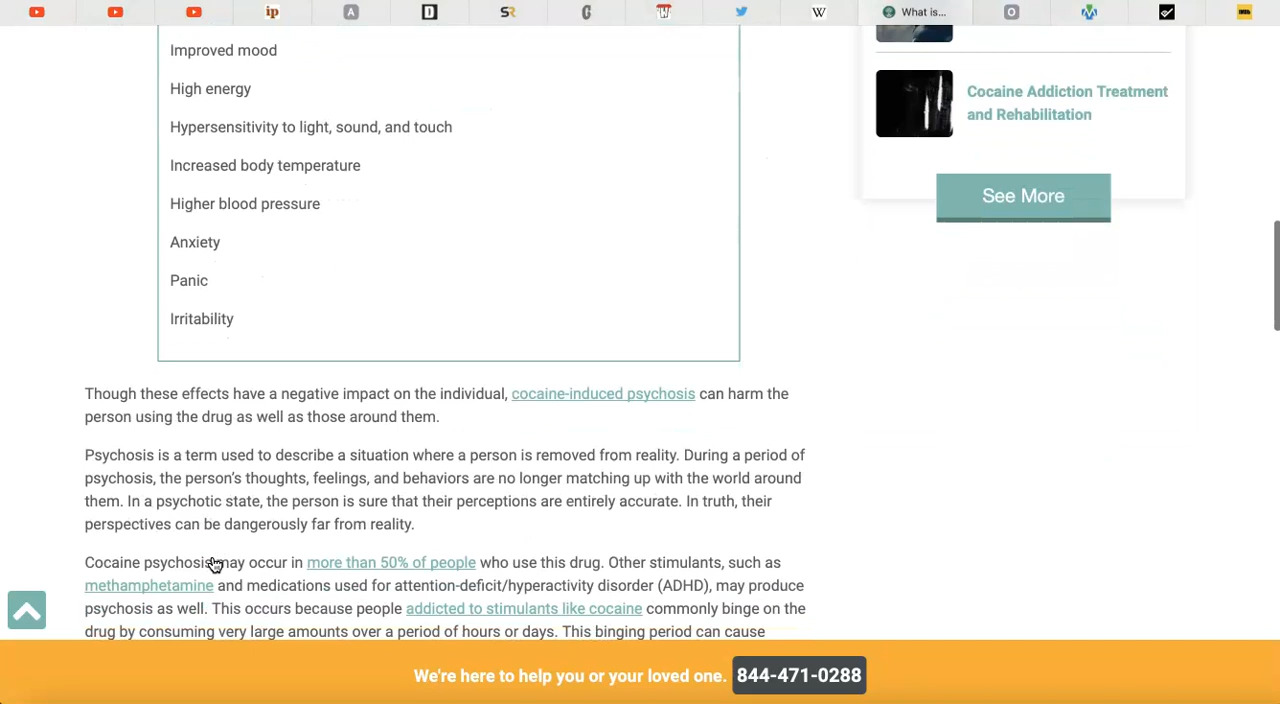 What is...
Improved mood
High energy
Hypersensitivity to light, sound, and touch
Increased body temperature
Higher blood pressure
Anxiety
Panic
Irritability
Cocaine Addiction Treatment
and Rehabilitation
See More
Though these effects have a negative impact on the individual, cocaine-induced psychosis can harm the
person using the drug as well as those around them.
Psychosis is a term used to describe a situation where a person is removed from reality. During a period of
psychosis, the person's thoughts, feelings, and behaviors are no longer matching up with the world around
them. In a psychotic state, the person is sure that their perceptions are entirely accurate. In truth, their
perspectives can be dangerously far from reality.
Cocaine psychosis may occur in more than 50% of people who use this drug. Other stimulants, such as
methamphetamine and medications used for attention-deficit/hyperactivity disorder (ADHD), may produce
psychosis as well. This occurs because people addicted to stimulants like cocaine commonly binge on the
drug by consuming very large amounts over a period of hours or days. This binging period can cause
We're here to help you or your loved one. 844-471-0288